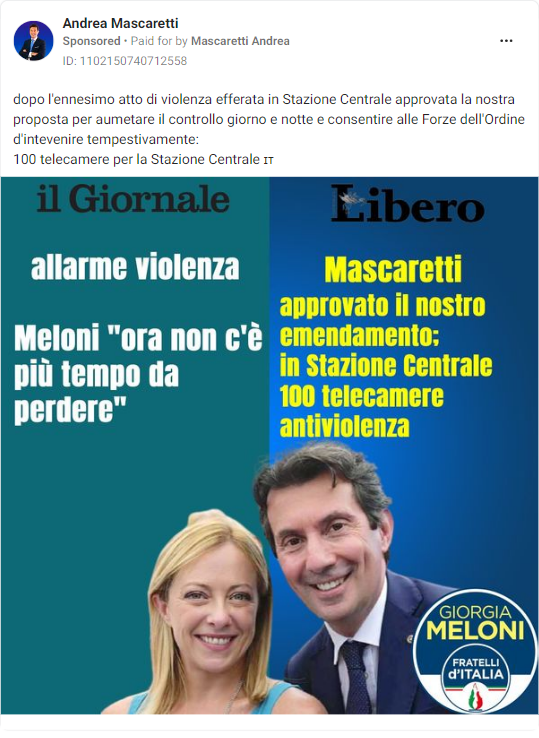 Andrea Mascaretti
Sponsored • Paid for by Mascaretti Andrea
ID: 1102150740712558
dopo l'ennesimo atto di violenza efferata in Stazione Centrale approvata la nostra
proposta per aumetare il controllo giorno e notte e consentire alle Forze dell'Ordine
d'intevenire tempestivamente:
100 telecamere per la Stazione Centrale IT
il Giornale
allarme violenza
Meloni "ora non c'è
più tempo da
perdere"
Libero
Mascaretti
approvato il nostro
emendamento;
in Stazione Centrale
100 telecamere
antiviolenza
GIORGIA
MELONI
FRATELLI
d'ITALIA